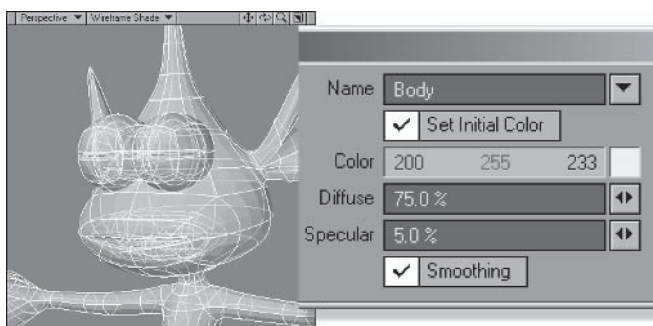 Perspective Wireframe Shade
Name Body
Set Initial Color
Color 200 255 233
Diffuse 75.0 %
Specular 5.0 %
Smoothing